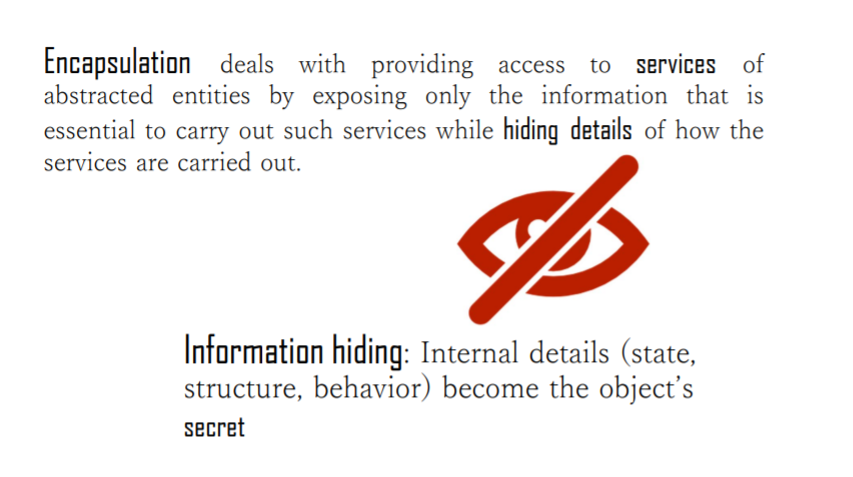 Encapsulation deals with providing access to services of
abstracted entities by exposing only the information that is
essential to carry out such services while hiding details of how the
services are carried out.
Information hiding: Internal details (state,
structure, behavior) become the object's
secret